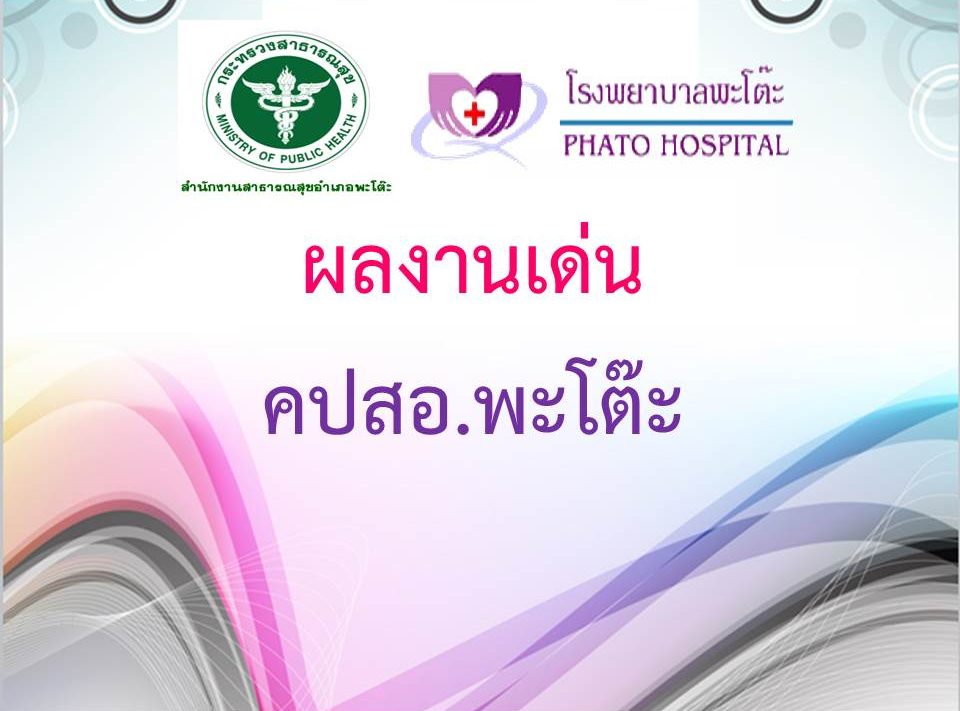 กระทรวงสาธารณสุข
MINISTRY OF PUBLIC HEALTH
สำนักงานสาธารณสุขอำเภอพะโต๊ะ
โรงพยาบาลพะโต๊ะ
PHATO HOSPITAL
ผลงานเด่น
คปสอ.พะโต๊ะ